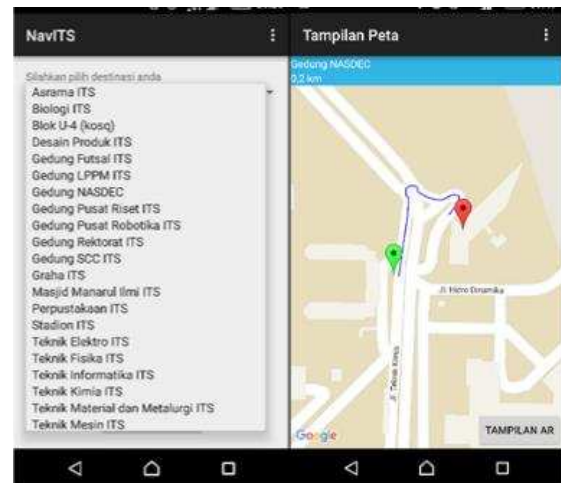 NavITS
Silahkan pilih destinasi anda
Asrama ITS
Biologi ITS
Blok U-4 (kosq)
Desain Produk ITS
Gedung Futsal ITS
Gedung LPPM ITS
Gedung NASDEC
Gedung Pusat Riset ITS
Gedung Pusat Robotika ITS
Gedung Rektorat ITS
Gedung SCC ITS
Graha ITS
Masjid Manarul Ilmi ITS
Perpustakaan ITS
Stadion ITS
Teknik Elektro ITS
Teknik Fisika ITS
Teknik Informatika ITS
Teknik Kimia ITS
Teknik Material dan Metalurgi ITS
Teknik Mesin ITS
Tampilan Peta
Gedung NASDEC
0,2 km
Jl. Hidro Dinamika
Jl. Teknik Kimia
Google
TAMPILAN AR